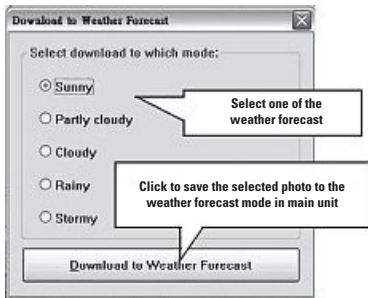 Download to Weather Forecast
Select download to which mode:
Sunny
Select one of the
weather forecast
Partly cloudy
Cloudy
Rainy
Click to save the selected photo to the
weather forecast mode in main unit
Stormy
Download to Weather Forecast